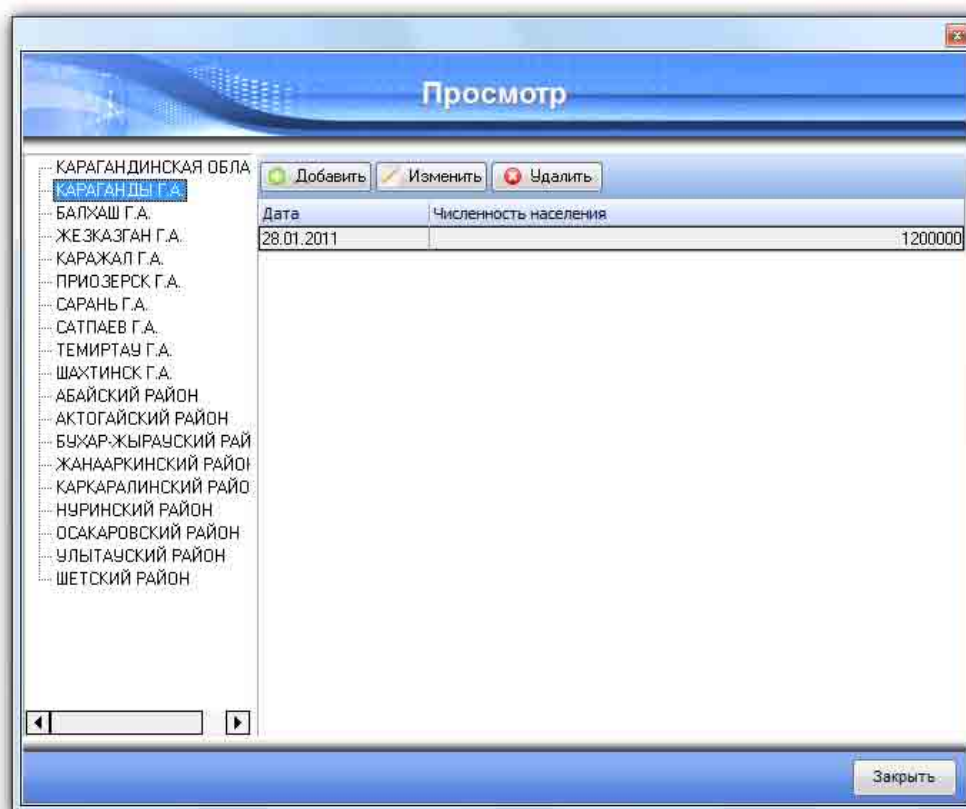 Просмотр
КАРАГАНДИНСКАЯ ОБЛА
КАРАГАНДЫ Г.А.
БАЛХАШ Г.А.
ЖЕЗКАЗГАН Г.А.
КАРАЖАЛ Г.А.
ПРИОЗЕРСК Г.А.
САРАНЬ Г.А.
САТПАЕВ Г.А.
ТЕМИРТАУ Г.А.
ШАХТИНСК Г.А.
АБАЙСКИЙ РАЙОН
АКТОГАЙСКИЙ РАЙОН
БУХАР-ЖЫРАУСКИЙ РАЙ
ЖАНААРКИНСКИЙ РАЙОН
КАРКАРАЛИНСКИЙ РАЙО
НУРИНСКИЙ РАЙОН
ОСАКАРОВСКИЙ РАЙОН
УЛЫТАУСКИЙ РАЙОН
ШЕТСКИЙ РАЙОН
Добавить Изменить Удалить
Дата Численность населения
28.01.2011 1200000
Закрыть